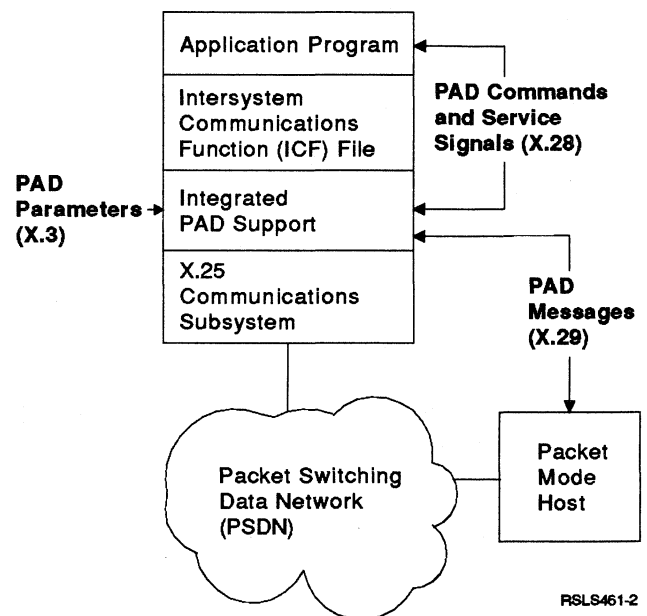 Application Program
Intersystem
Communications
Function (ICF) File
PAD Commands
and Service
Signals (X.28)
PAD
Parameters
(X.3)
Integrated
PAD Support
X.25
Communications
Subsystem
PAD
Messages
(X.29)
Packet Switching
Data Network
(PSDN)
Packet
Mode
Host
RSLS461-2